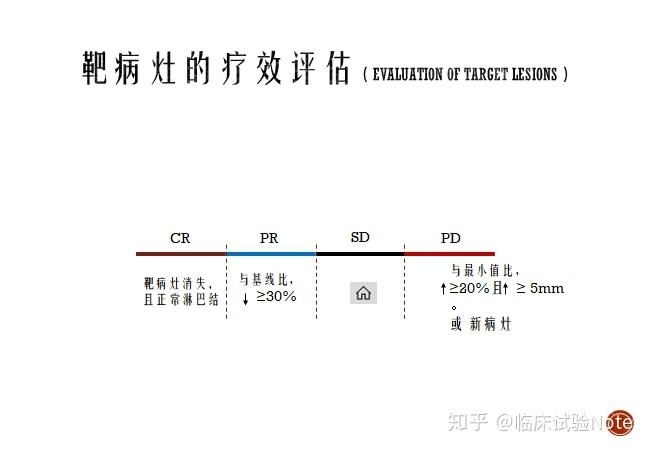 靶病灶的疗效评估 ( EVALUATION OF TARGET LESIONS )
CR PR SD PD
靶病灶消失，
且正常淋巴结
与基线比，
↓ ≥30%
与最小值比，
↑≥20%且↑ ≥ 5mm
。
或 新病灶
知乎 @临床试验Note